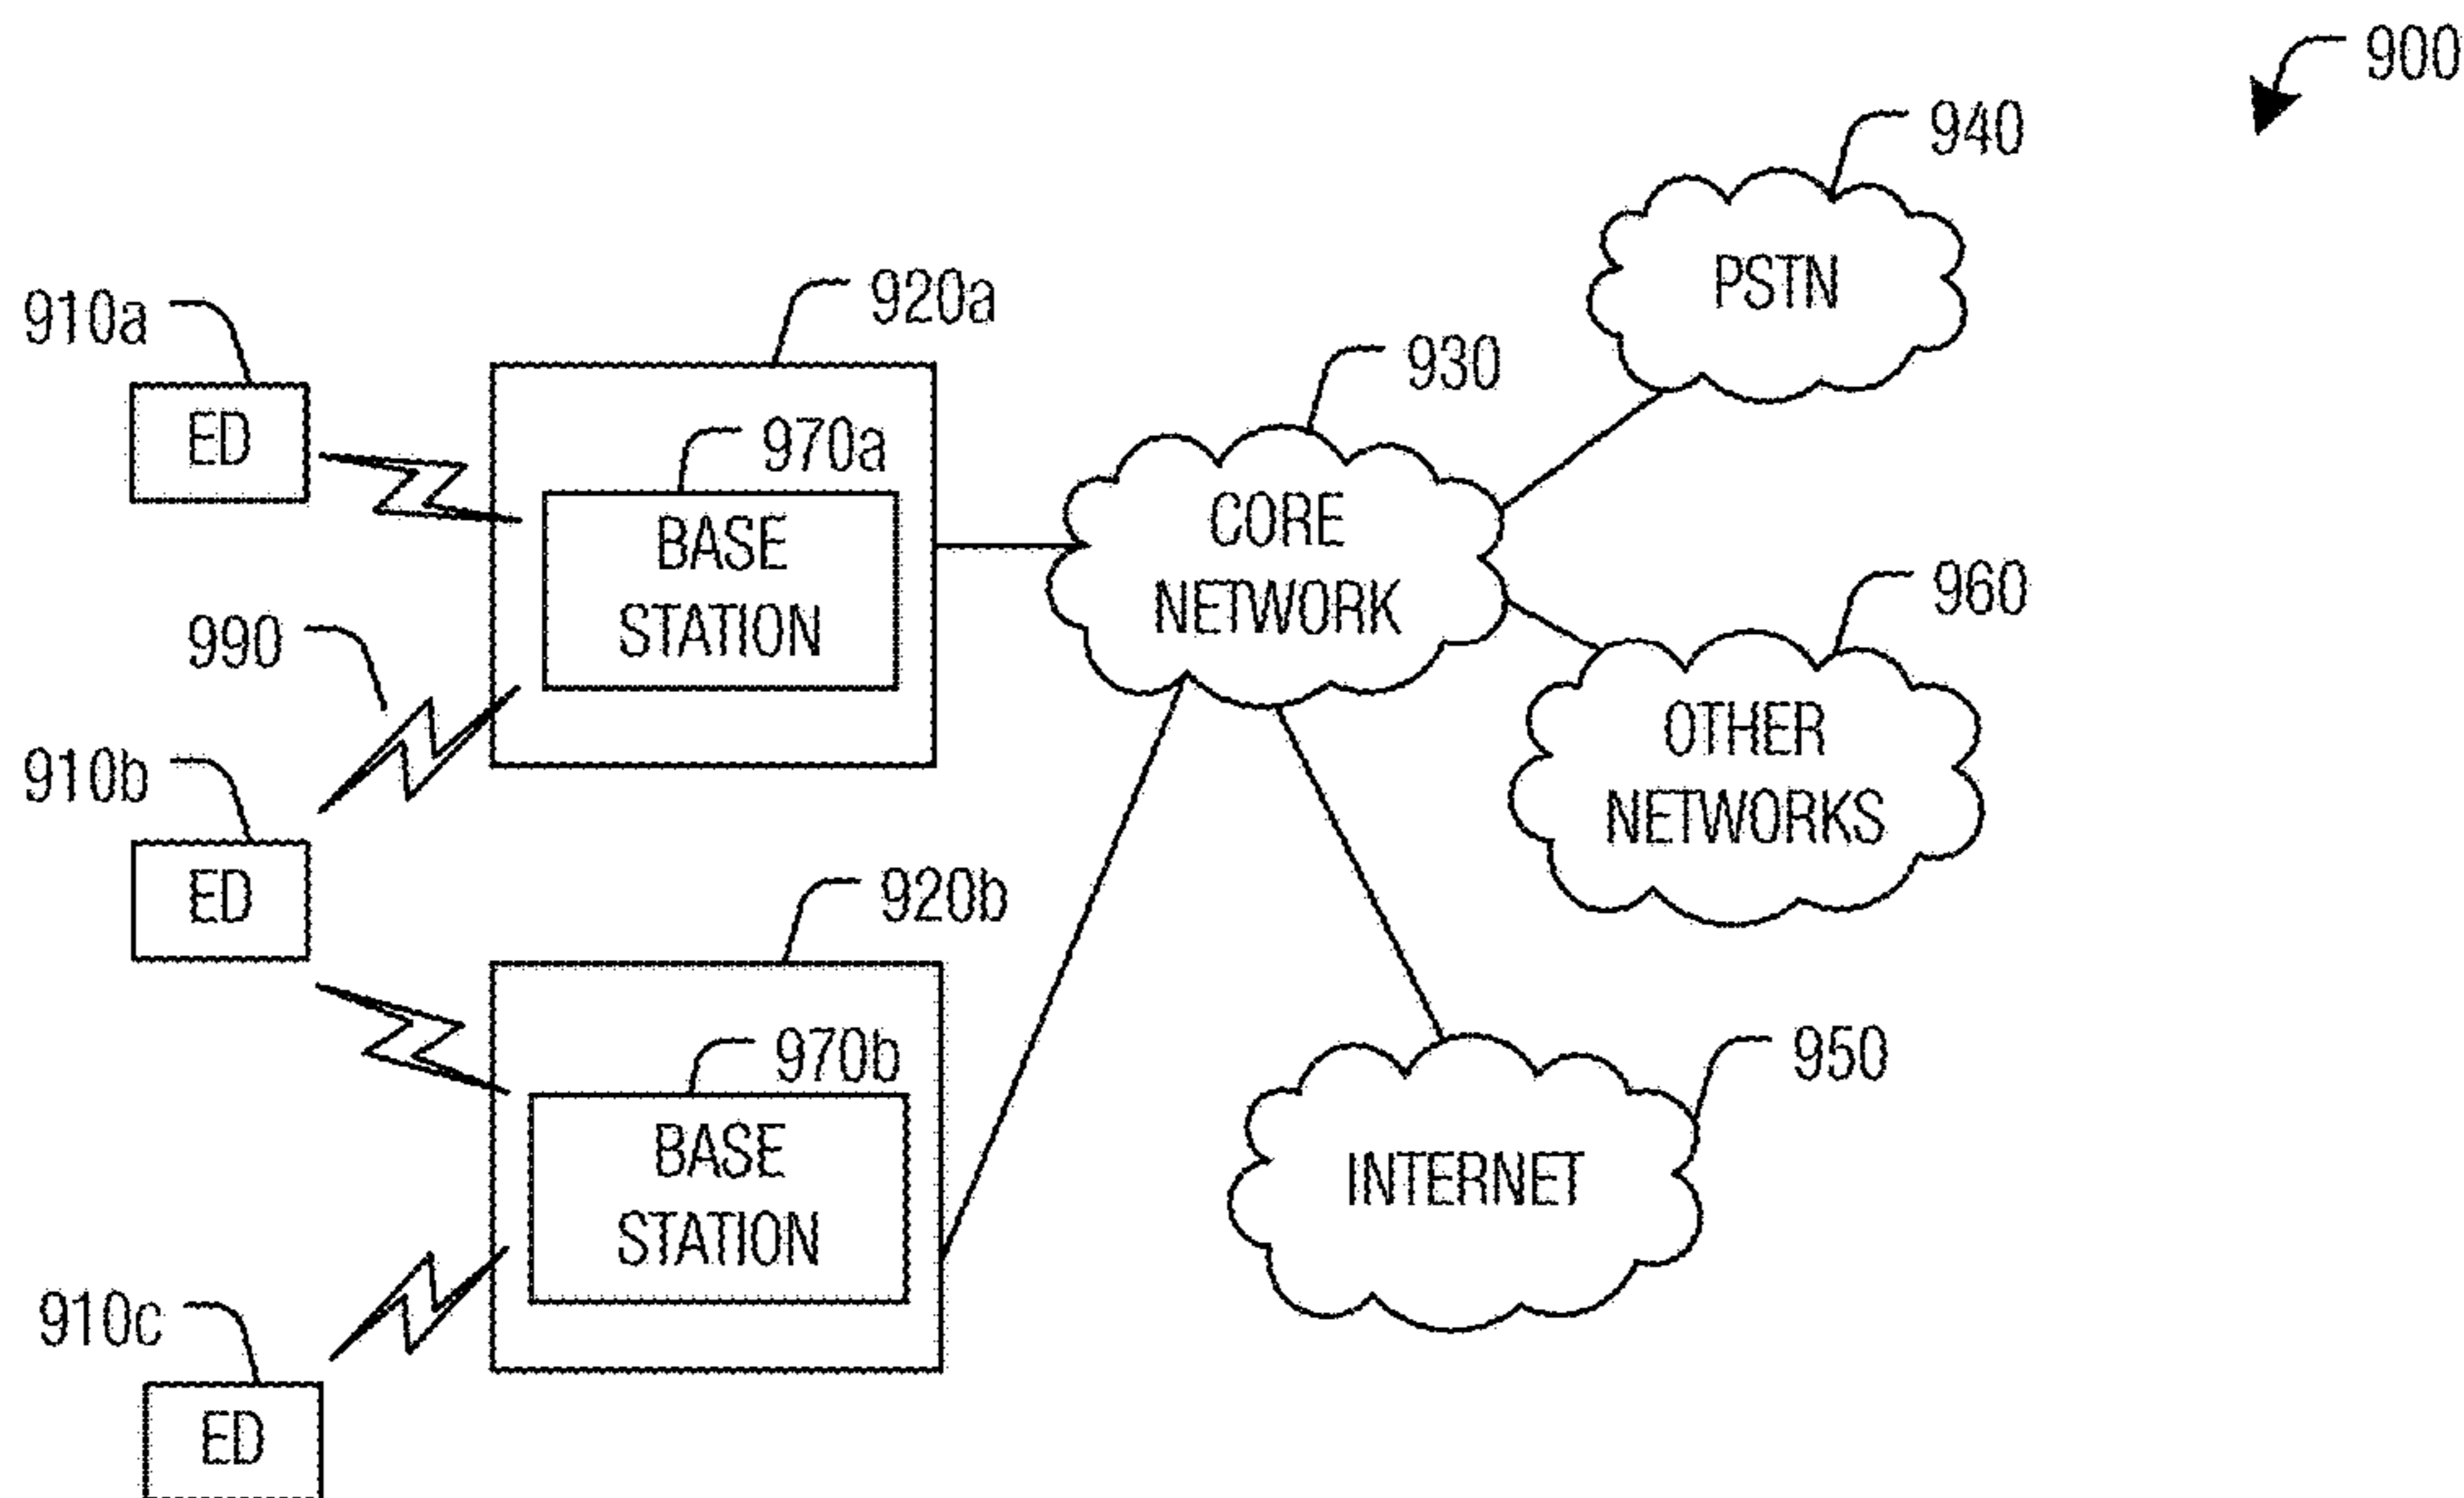 900
940
PSTN
910a
920a
930
ED
970a
BASE
STATION
CORE
NETWORK
960
990
OTHER
NETWORKS
910b
ED
920b
970b
BASE
STATION
950
INTERNET
910c
ED